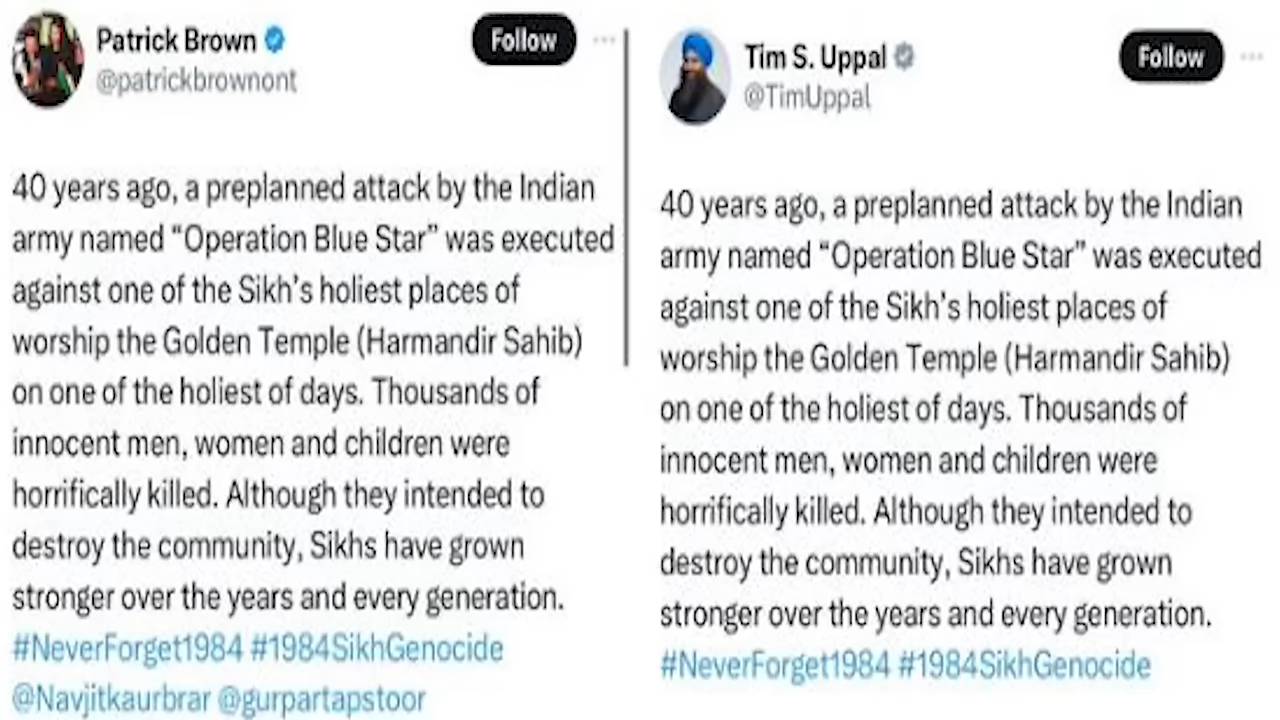 Patrick Brown
Follow
@patrickbrownont
40 years ago, a preplanned attack by the Indian
army named “Operation Blue Star” was executed
against one of the Sikh’s holiest places of
worship the Golden Temple (Harmandir Sahib)
on one of the holiest of days. Thousands of
innocent men, women and children were
horrifically killed. Although they intended to
destroy the community, Sikhs have grown
stronger over the years and every generation.
#NeverForget1984 #1984SikhGenocide
@Navjitkaurbrar @gurpartapstoor
Tim S. Uppal
Follow
@TimUppal
40 years ago, a preplanned attack by the Indian
army named “Operation Blue Star” was executed
against one of the Sikh’s holiest places of
worship the Golden Temple (Harmandir Sahib)
on one of the holiest of days. Thousands of
innocent men, women and children were
horrifically killed. Although they intended to
destroy the community, Sikhs have grown
stronger over the years and every generation.
#NeverForget1984 #1984SikhGenocide